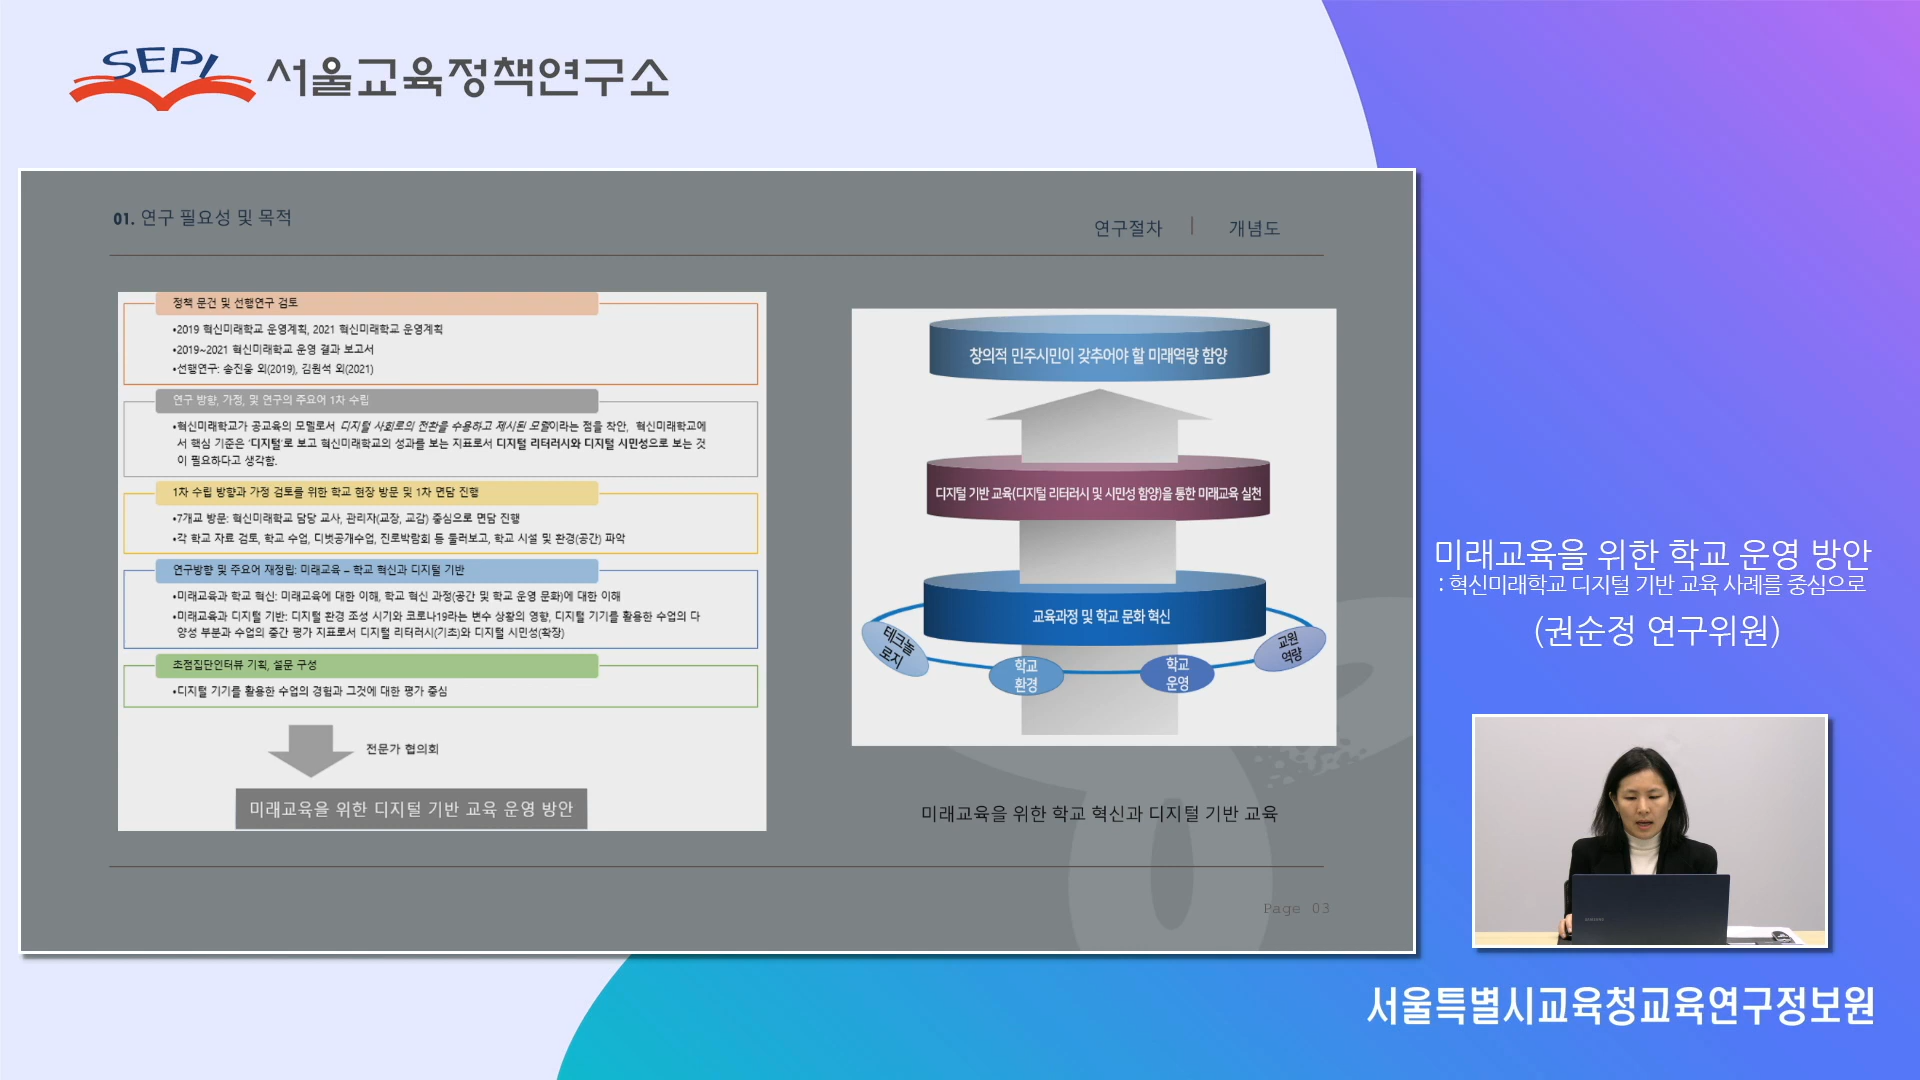 SEPI 서울교육정책연구소
01. 연구 필요성 및 목적
연구절차 | 개념도
정책 문건 및 선행연구 검토
•2019 혁신미래학교 운영계획, 2021 혁신미래학교 운영계획
•2019~2021 혁신미래학교 운영 결과 보고서
•선행연구: 송진웅 외(2019), 김원석 외(2021)
연구 방향, 가정, 및 연구의 주요어 1차 수립
•혁신미래학교가 공교육의 모델로서 디지털 사회로의 전환을 수용하고 제시된 모델이라는 점을 착안, 혁신미래학교에
서 핵심 기준은 '디지털'로 보고 혁신미래학교의 성과를 보는 지표로서 디지털 리터러시와 디지털 시민성으로 보는 것
이 필요하다고 생각함.
1차 수립 방향과 가정 검토를 위한 학교 현장 방문 및 1차 면담 진행
•7개교 방문: 혁신미래학교 담당 교사, 관리자(교장, 교감) 중심으로 면담 진행
•각 학교 자료 검토, 학교 수업, 디벗공개수업, 진로박람회 등 둘러보고, 학교 시설 및 환경(공간) 파악
연구방향 및 주요어 재정립: 미래교육 – 학교 혁신과 디지털 기반
•미래교육과 학교 혁신: 미래교육에 대한 이해, 학교 혁신 과정(공간 및 학교 운영 문화)에 대한 이해
•미래교육과 디지털 기반: 디지털 환경 조성 시기와 코로나19라는 변수 상황의 영향, 디지털 기기를 활용한 수업의 다
양성 부분과 수업의 중간 평가 지표로서 디지털 리터러시(기초)와 디지털 시민성(확장)
초점집단인터뷰 기획, 설문 구성
•디지털 기기를 활용한 수업의 경험과 그것에 대한 평가 중심
전문가 협의회
미래교육을 위한 디지털 기반 교육 운영 방안
창의적 민주시민이 갖추어야 할 미래역량 함양
디지털 기반 교육(디지털 리터러시 및 시민성 함양)을 통한 미래교육 실천
교육과정 및 학교 문화 혁신
테크놀
로지
학교
환경
학교
운영
교원
역량
미래교육을 위한 학교 혁신과 디지털 기반 교육
Page 03
미래교육을 위한 학교 운영 방안
: 혁신미래학교 디지털 기반 교육 사례를 중심으로
(권순정 연구위원)
SAMSUNG
서울특별시교육청교육연구정보원